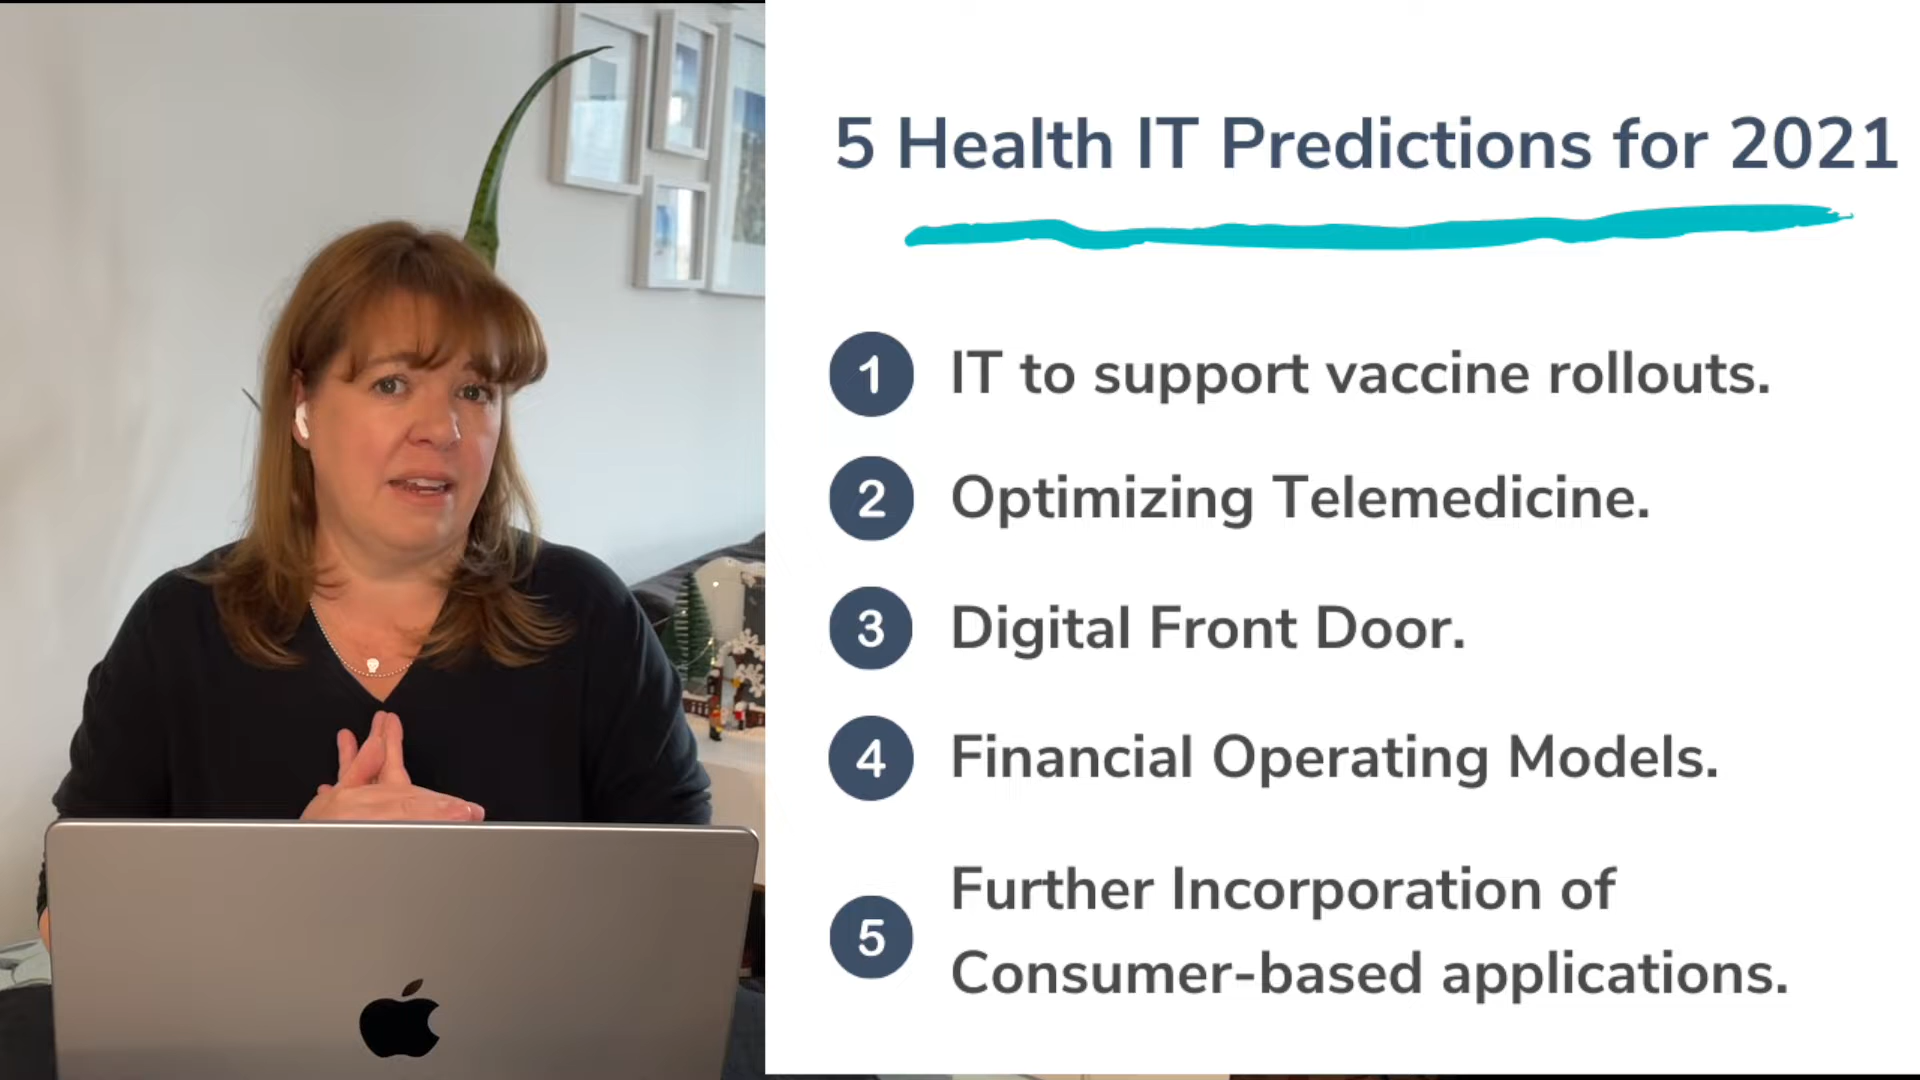 5 Health IT Predictions for 2021
1 IT to support vaccine rollouts.
2 Optimizing Telemedicine.
3 Digital Front Door.
4 Financial Operating Models.
5 Further Incorporation of
Consumer-based applications.